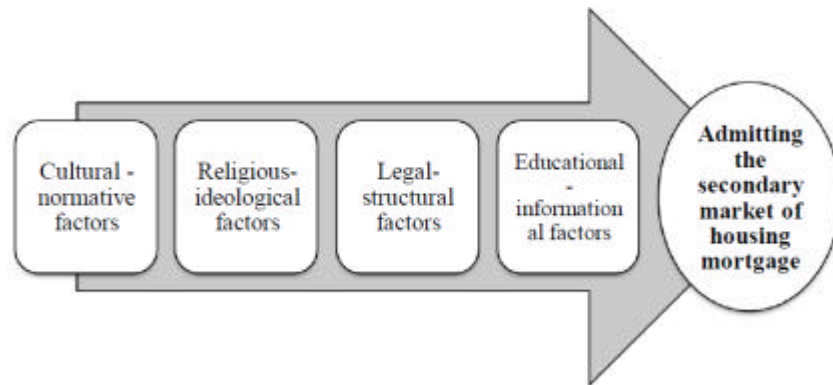 Cultural -
normative
factors
Religious-
ideological
factors
Legal-
structural
factors
Educational
-
information
al factors
Admitting
the
secondary
market of
housing
mortgage